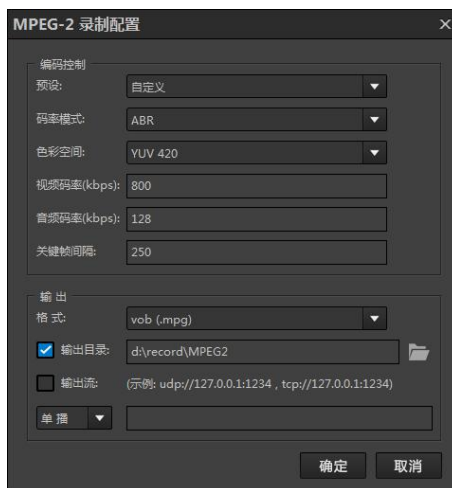 MPEG-2 录制配置
编码控制
预设: 自定义
码率模式: ABR
色彩空间: YUV 420
视频码率(kbps): 800
音频码率(kbps): 128
关键帧间隔: 250
输出
格式: vob (.mpg)
输出目录: d:\record\MPEG2
输出流: (示例: udp://127.0.0.1:1234 , tcp://127.0.0.1:1234)
单播
确定 取消